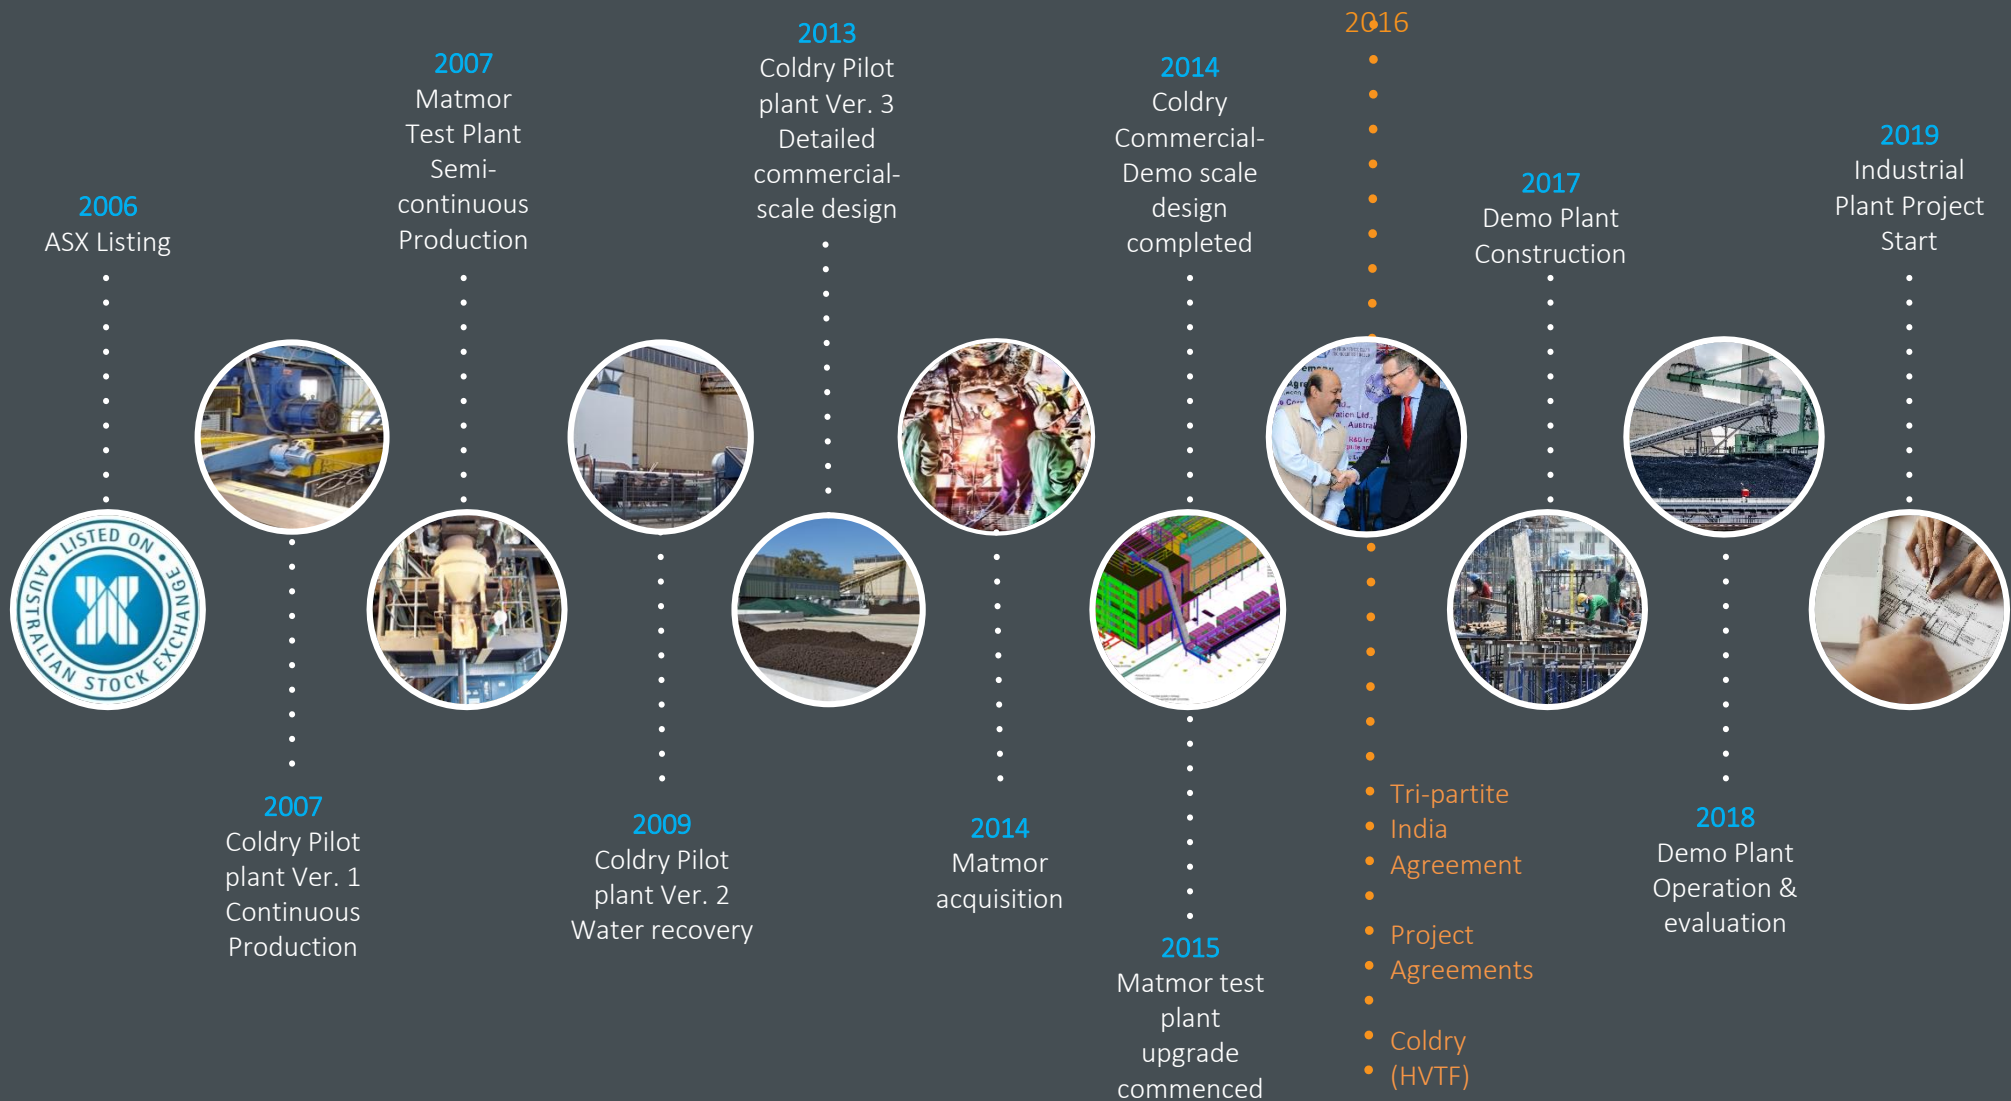 2006
ASX Listing
LISTED ON
AUSTRALIAN STOCK EXCHANGE
2007
Coldry Pilot
plant Ver. 1
Continuous
Production
2007
Matmor
Test Plant
Semi-
continuous
Production
2009
Coldry Pilot
plant Ver. 2
Water recovery
2013
Coldry Pilot
plant Ver. 3
Detailed
commercial-
scale design
2014
Matmor
acquisition
2014
Coldry
Commercial-
Demo scale
design
completed
2015
Matmor test
plant
upgrade
commenced
2016
Tri-partite
India
Agreement
Project
Agreements
Coldry
(HVTF)
2017
Demo Plant
Construction
2018
Demo Plant
Operation &
evaluation
2019
Industrial
Plant Project
Start